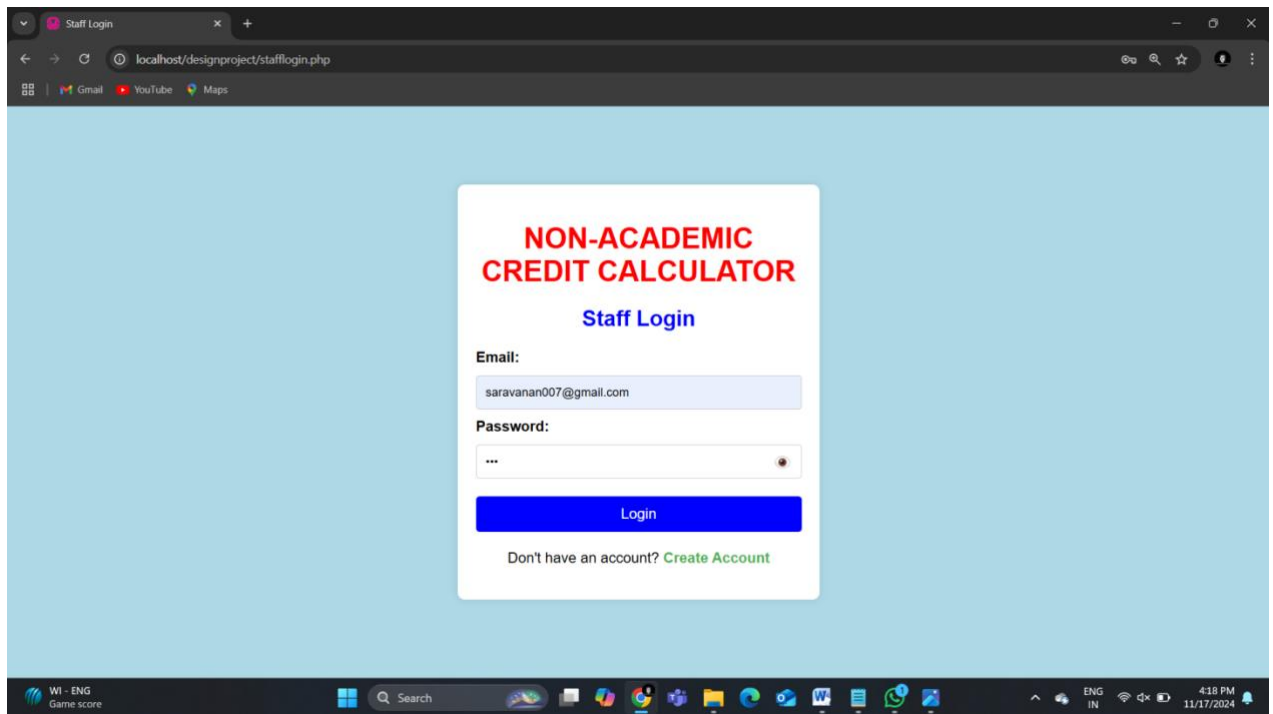 Staff Login
localhost/designproject/stafflogin.php
Gmail YouTube Maps
NON-ACADEMIC
CREDIT CALCULATOR
Staff Login
Email:
saravanan007@gmail.com
Password:
•••
Login
Don't have an account? Create Account
WI - ENG
Game score
Search
ENG
IN
4:18 PM
11/17/2024